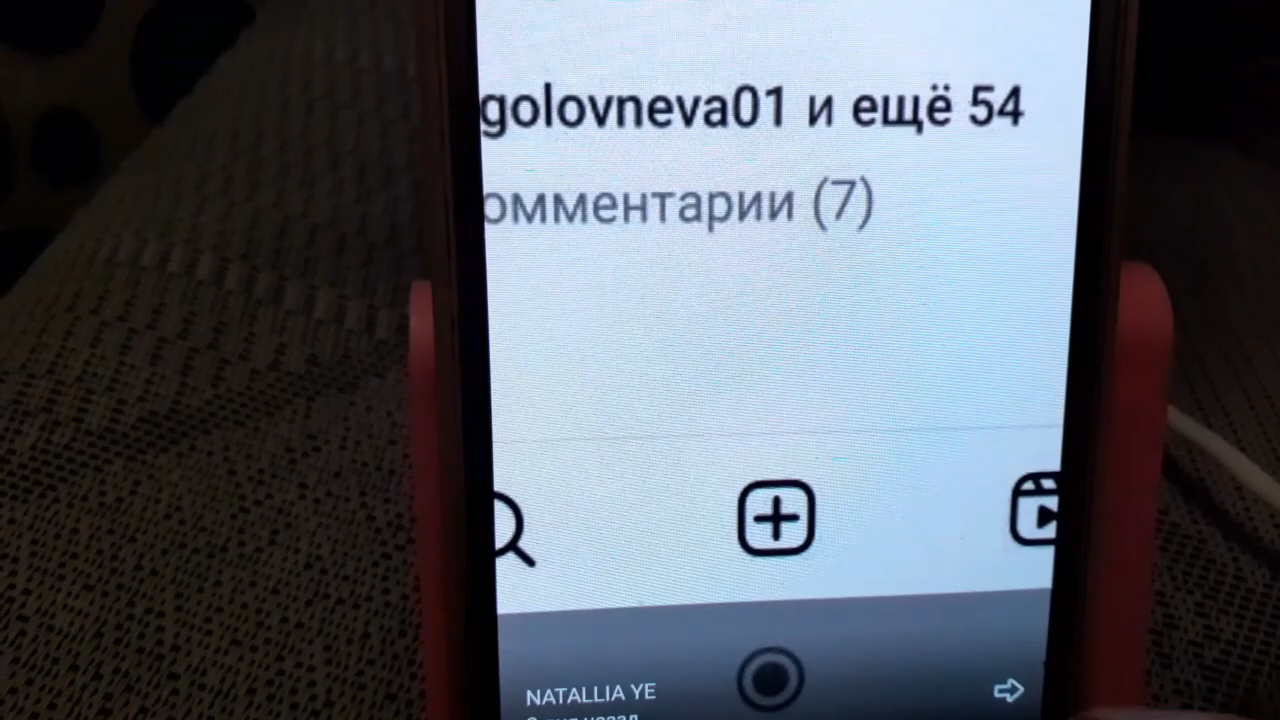 golovneva01 и ещё 54
омментарии (7)
NATALLIA YE